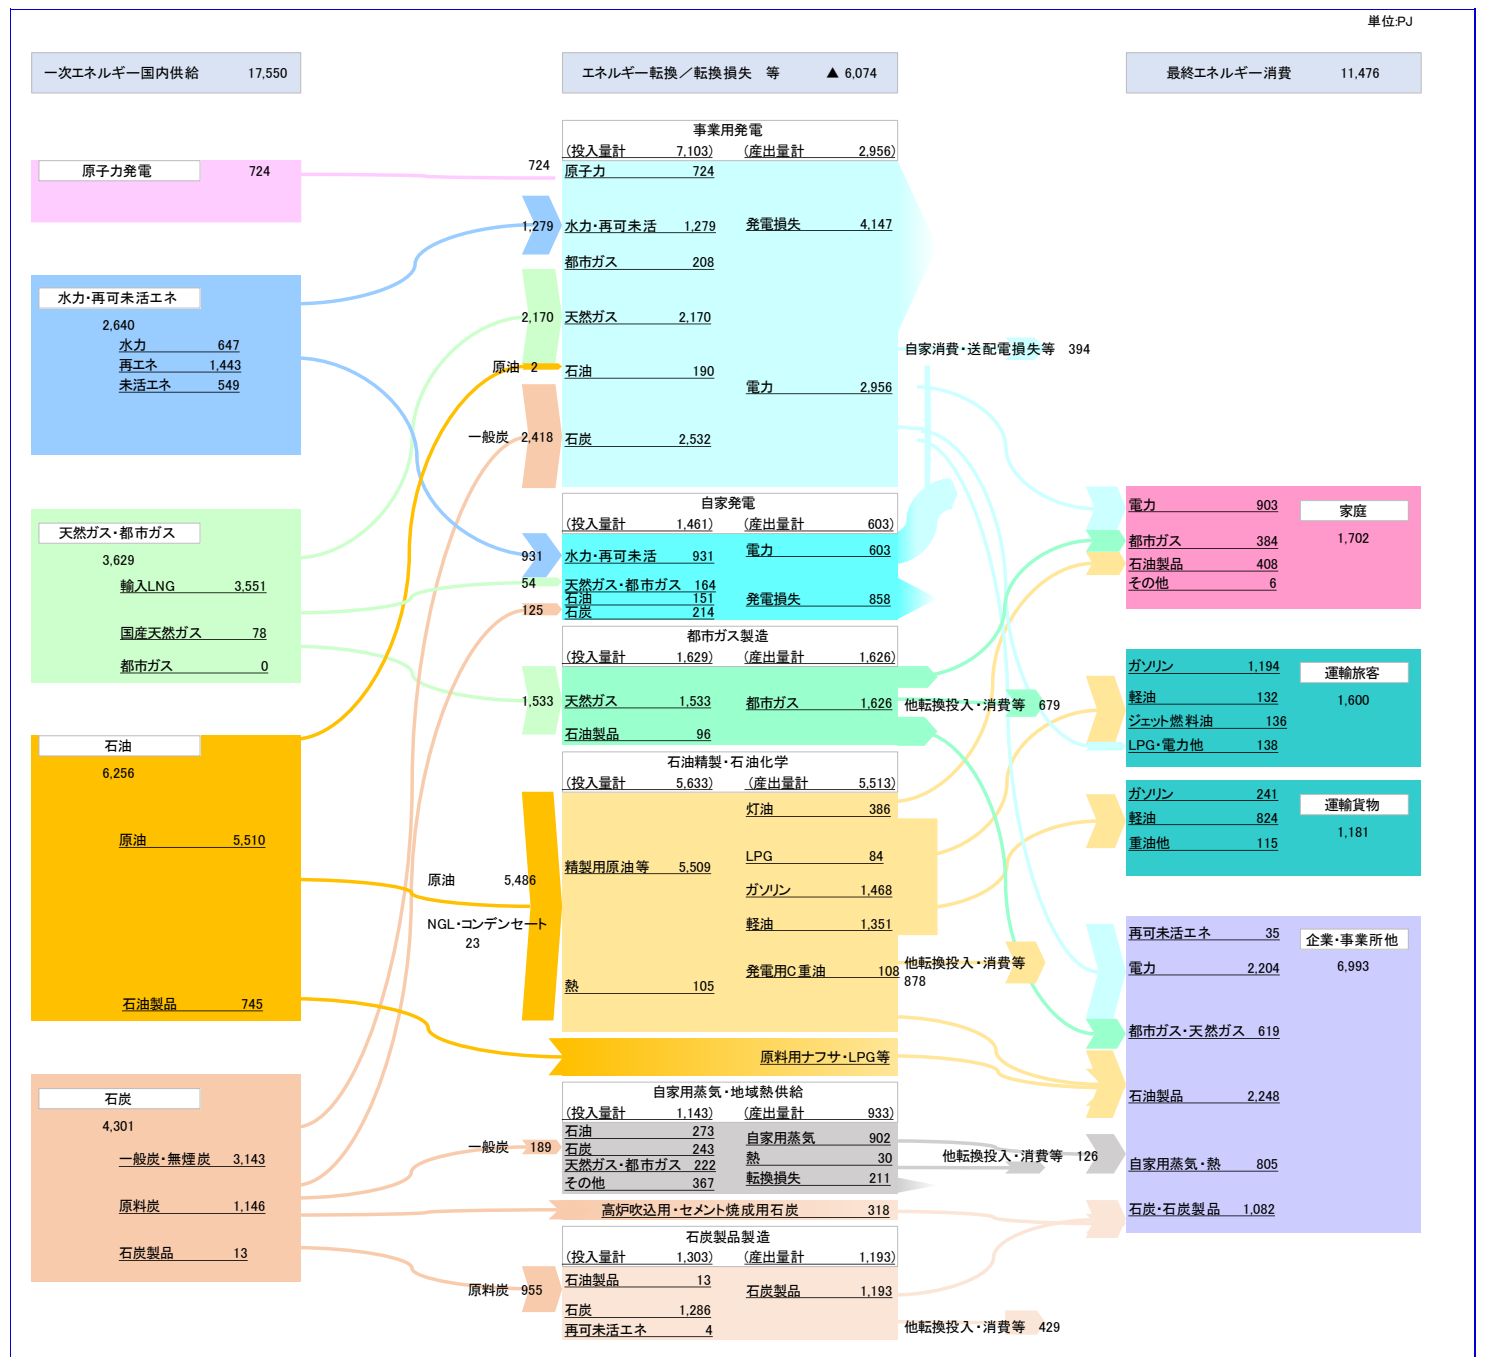 単位:PJ
一次エネルギー国内供給 17,550
エネルギー転換／転換損失 等 ▲ 6,074
最終エネルギー消費 11,476
原子力発電 724
水力・再可未活エネ
2,640
水力 647
再エネ 1,443
未活エネ 549
天然ガス・都市ガス
3,629
輸入LNG 3,551
国産天然ガス 78
都市ガス 0
石油
6,256
原油 5,510
石油製品 745
石炭
4,301
一般炭・無煙炭 3,143
原料炭 1,146
石炭製品 13
724
1,279
2,170
原油 2
一般炭 2,418
931
54
125
1,533
原油 5,486
NGL・コンデンセート
23
一般炭 189
原料炭 955
事業用発電
(投入量計 7,103) (産出量計 2,956)
原子力 724
水力・再可未活 1,279 発電損失 4,147
都市ガス 208
天然ガス 2,170
石油 190
電力 2,956
石炭 2,532
自家消費・送配電損失等 394
自家発電
(投入量計 1,461) (産出量計 603)
水力・再可未活 931 電力 603
天然ガス・都市ガス 164
石油 151 発電損失 858
石炭 214
都市ガス製造
(投入量計 1,629) (産出量計 1,626)
天然ガス 1,533 都市ガス 1,626
石油製品 96
他転換投入・消費等 679
石油精製・石油化学
(投入量計 5,633) (産出量計 5,513)
灯油 386
LPG 84
精製用原油等 5,509
ガソリン 1,468
軽油 1,351
発電用C重油 108
熱 105
他転換投入・消費等
878
原料用ナフサ・LPG等
自家用蒸気・地域熱供給
(投入量計 1,143) (産出量計 933)
石油 273
石炭 243 自家用蒸気 902
天然ガス・都市ガス 222 熱 30
その他 367 転換損失 211
他転換投入・消費等 126
高炉吹込用・セメント焼成用石炭 318
石炭製品製造
(投入量計 1,303) (産出量計 1,193)
石油製品 13
石炭製品 1,193
石炭 1,286
再可未活エネ 4
他転換投入・消費等 429
家庭
1,702
電力 903
都市ガス 384
石油製品 408
その他 6
運輸旅客
1,600
ガソリン 1,194
軽油 132
ジェット燃料油 136
LPG・電力他 138
運輸貨物
1,181
ガソリン 241
軽油 824
重油他 115
企業・事業所他
6,993
再可未活エネ 35
電力 2,204
都市ガス・天然ガス 619
石油製品 2,248
自家用蒸気・熱 805
石炭・石炭製品 1,082